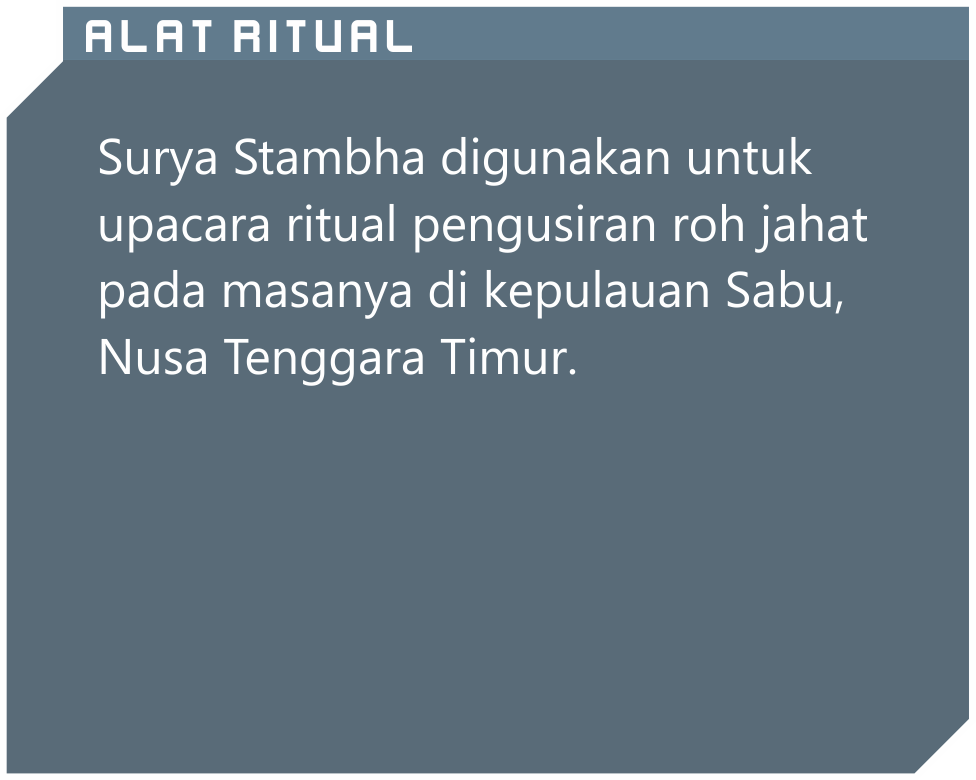 ALAT RITUAL
Surya Stambha digunakan untuk
upacara ritual pengusiran roh jahat
pada masanya di kepulauan Sabu,
Nusa Tenggara Timur.